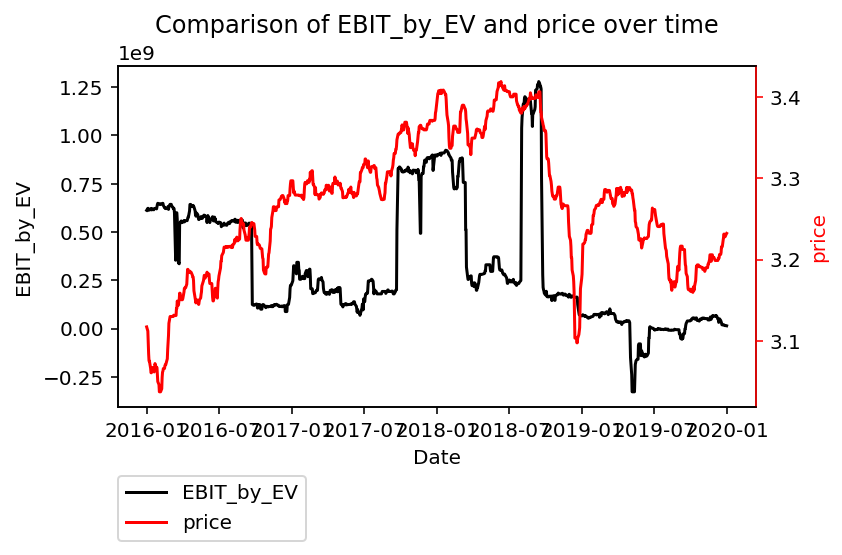 Comparison of EBIT_by_EV and price over time
1e9
1.25
1.00
0.75
0.50
0.25
0.00
−0.25
EBIT_by_EV
3.4
3.3
3.2
3.1
price
2016-01 2016-07 2017-01 2017-07 2018-01 2018-07 2019-01 2019-07 2020-01
Date
EBIT_by_EV
price